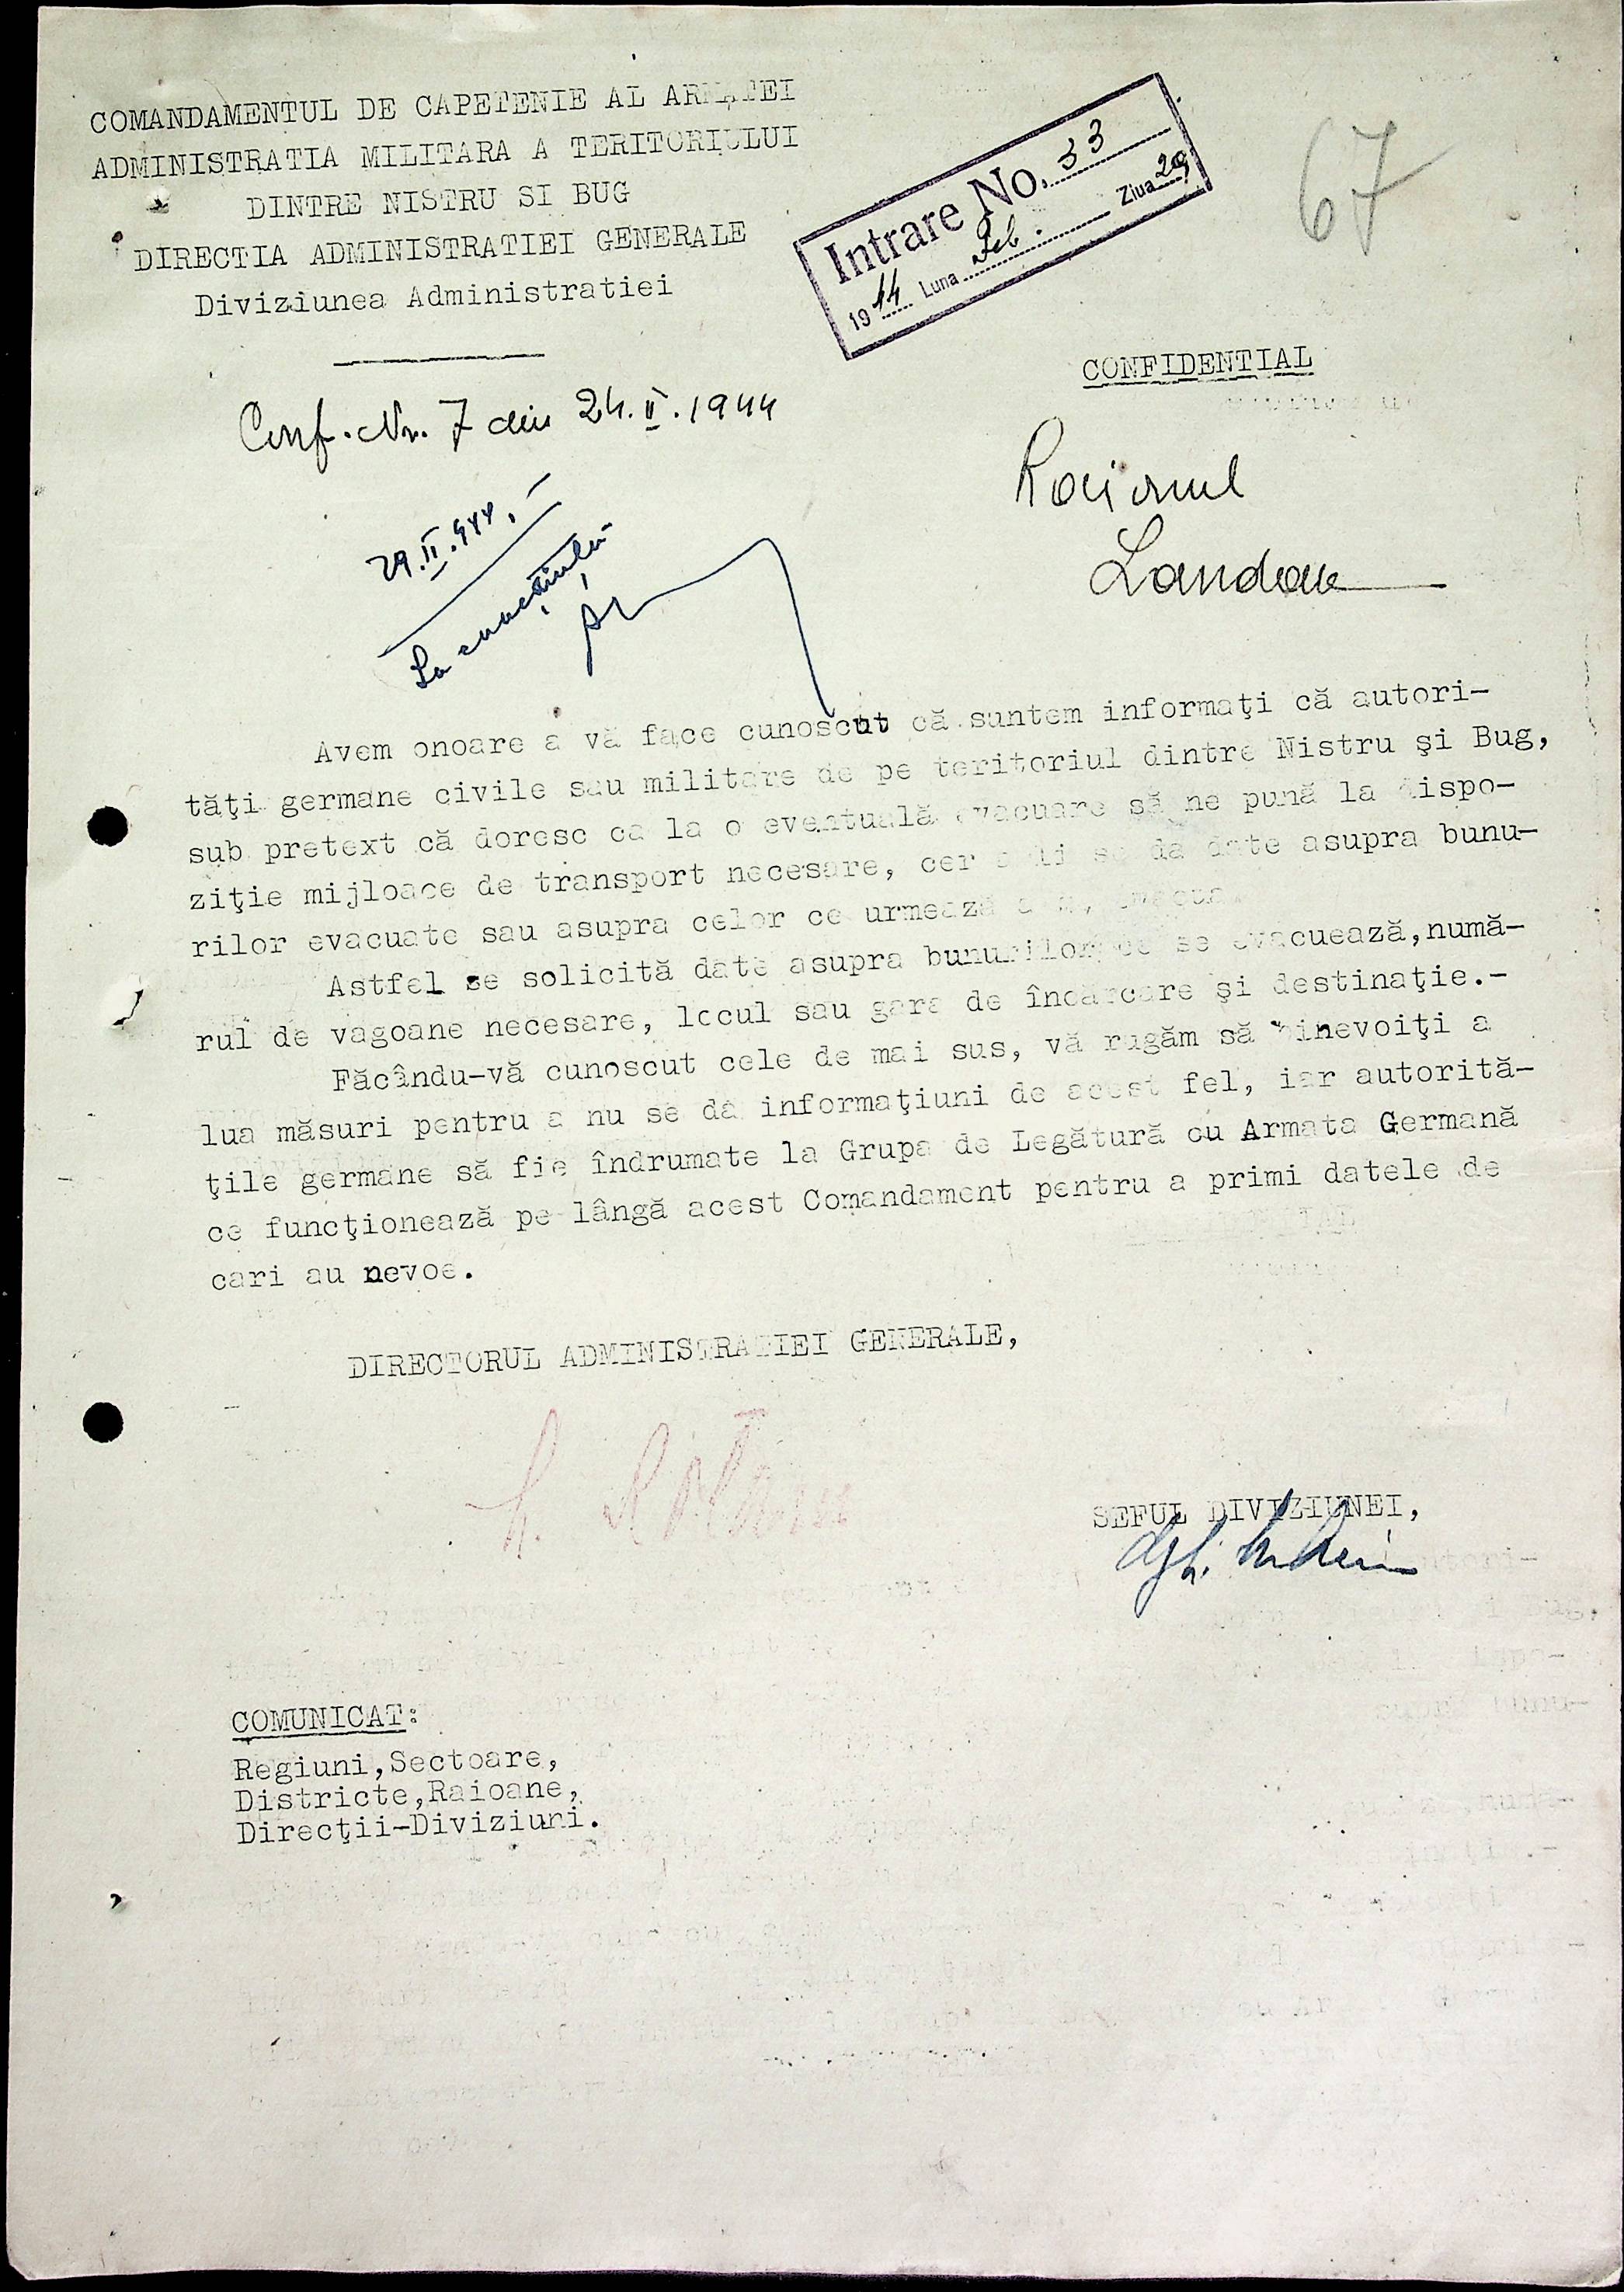 COMANDAMENTUL DE CAPETENIE AL ARMATEI
ADMINISTRATIA MILITARA A TERITORIULUI
DINTRE NISTRU SI BUG
DIRECTIA ADMINISTRATIEI GENERALE
Diviziunea Administratiei
Intrare No. 33
1944 Luna Feb. Ziua 29
67
CONFIDENTIAL
Conf. Nr. 7 din 24.II.1944
Raionul
Landau
29.II.944.-
La
Avem onoare a vă face cunoscut că suntem informaţi că autori-
tăţi germane civile sau militare de pe teritoriul dintre Nistru şi Bug,
sub pretext că doresc ca la o eventuală evacuare să ne pună la dispo-
ziţie mijloace de transport necesare, cer a li se da date asupra bunu-
rilor evacuate sau asupra celor ce urmează a
Astfel se solicită date asupra bunurilor ce se evacuează,numă-
rul de vagoane necesare, locul sau gara de încărcare şi destinaţie.-
Făcându-vă cunoscut cele de mai sus, vă rugăm să binevoiţi a
lua măsuri pentru a nu se da informaţiuni de acest fel, iar autorită-
ţile germane să fie îndrumate la Grupa de Legătură cu Armata Germană
ce funcţionează pe lângă acest Comandament pentru a primi datele de
cari au nevoe.
DIRECTORUL ADMINISTRATIEI GENERALE,
SEFUL DIVIZIUNEI,
COMUNICAT:
Regiuni,Sectoare,
Districte,Raioane,
Direcţii-Diviziuni.